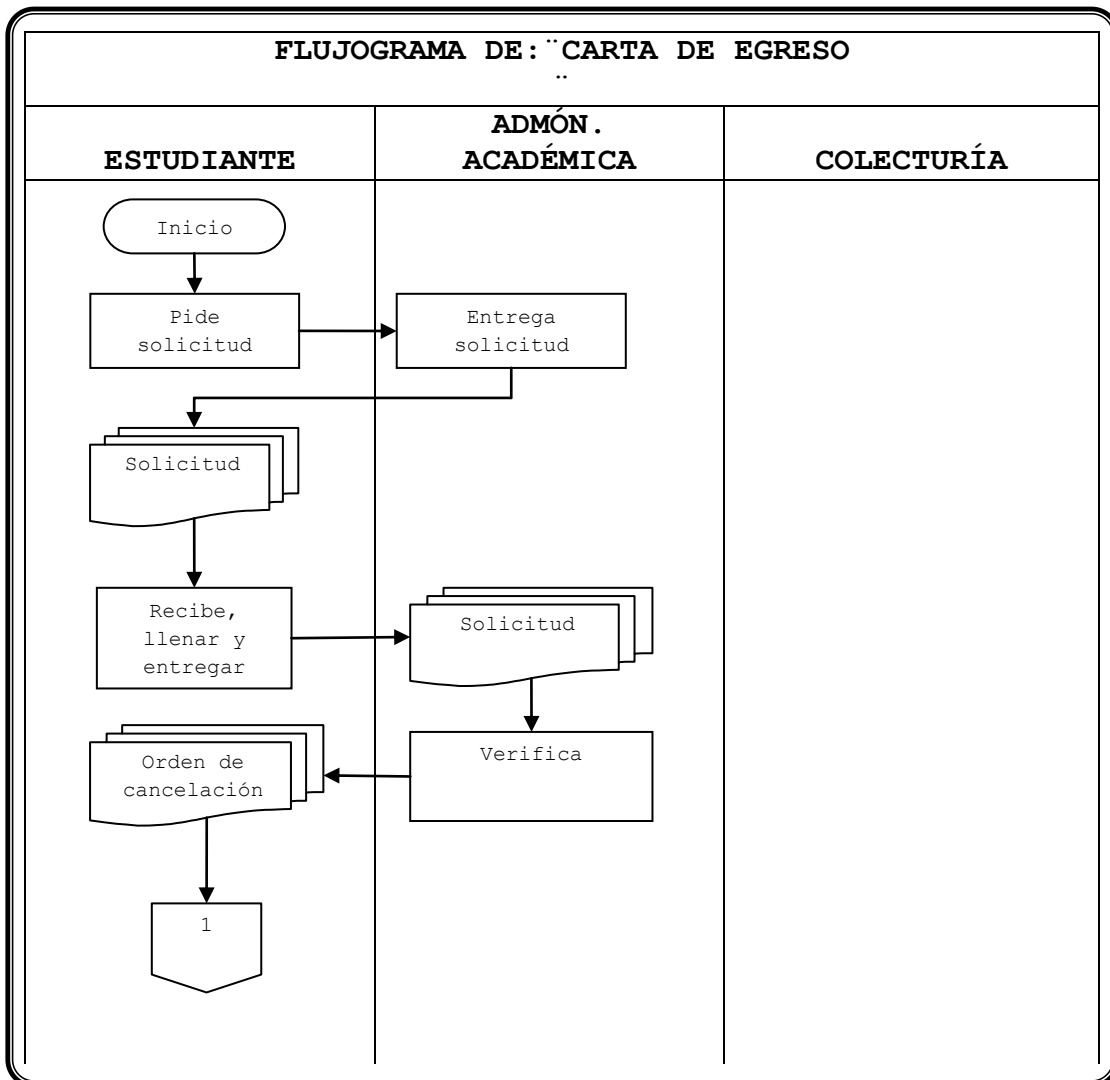 FLUJOGRAMA DE:¨CARTA DE EGRESO
¨
ESTUDIANTE
ADMÓN.
ACADÉMICA
COLECTURÍA
Inicio
Pide
solicitud
Entrega
solicitud
Solicitud
Recibe,
llenar y
entregar
Solicitud
Verifica
Orden de
cancelación
1